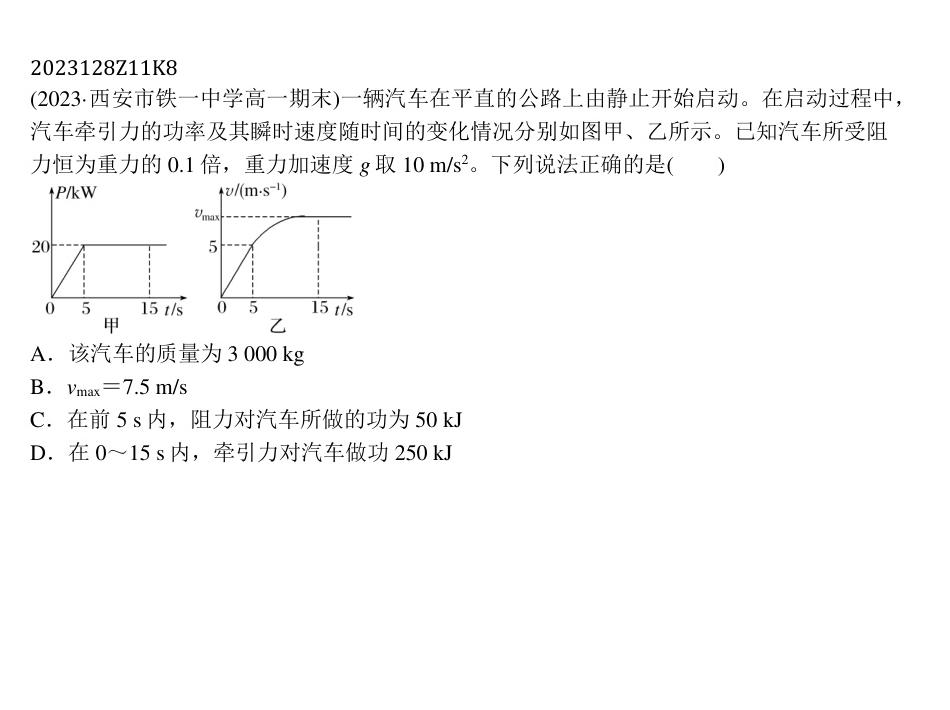 2023128Z11K8
(2023·西安市铁一中学高一期末)一辆汽车在平直的公路上由静止开始启动。在启动过程中，
汽车牵引力的功率及其瞬时速度随时间的变化情况分别如图甲、乙所示。已知汽车所受阻
力恒为重力的 0.1 倍，重力加速度 g 取 10 m/s²。下列说法正确的是(　　)
P/kW
20
0 5 15 t/s
甲
v/(m·s⁻¹)
vmax
5
0 5 15 t/s
乙
A．该汽车的质量为 3 000 kg
B．vmax＝7.5 m/s
C．在前 5 s 内，阻力对汽车所做的功为 50 kJ
D．在 0～15 s 内，牵引力对汽车做功 250 kJ